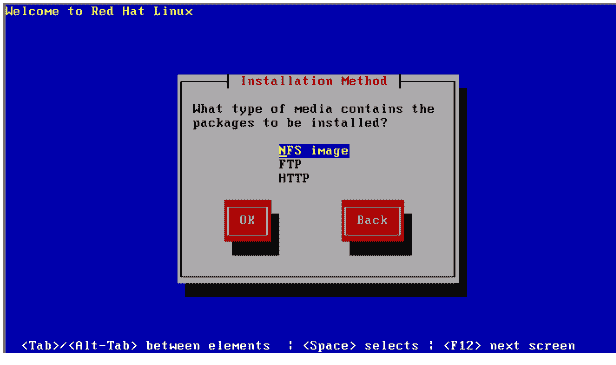 Welcome to Red Hat Linux
Installation Method
What type of media contains the
packages to be installed?
NFS image
FTP
HTTP
OK Back
<Tab>/<Alt-Tab> between elements | <Space> selects | <F12> next screen